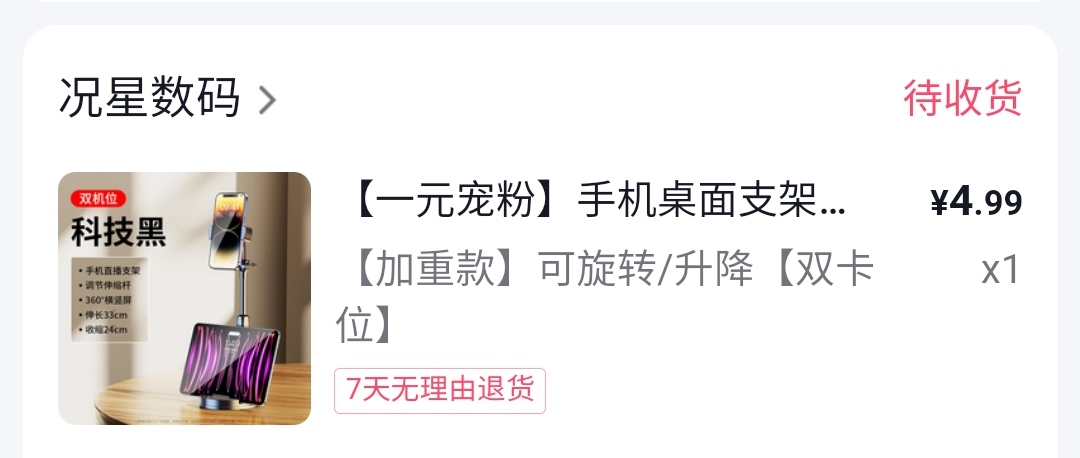 况星数码 >
待收货
双机位
科技黑
• 手机直播支架
• 调节伸缩杆
• 360°横竖屏
• 伸长33cm
• 收缩24cm
【一元宠粉】手机桌面支架...
¥4.99
【加重款】可旋转/升降【双卡
位】
x1
7天无理由退货